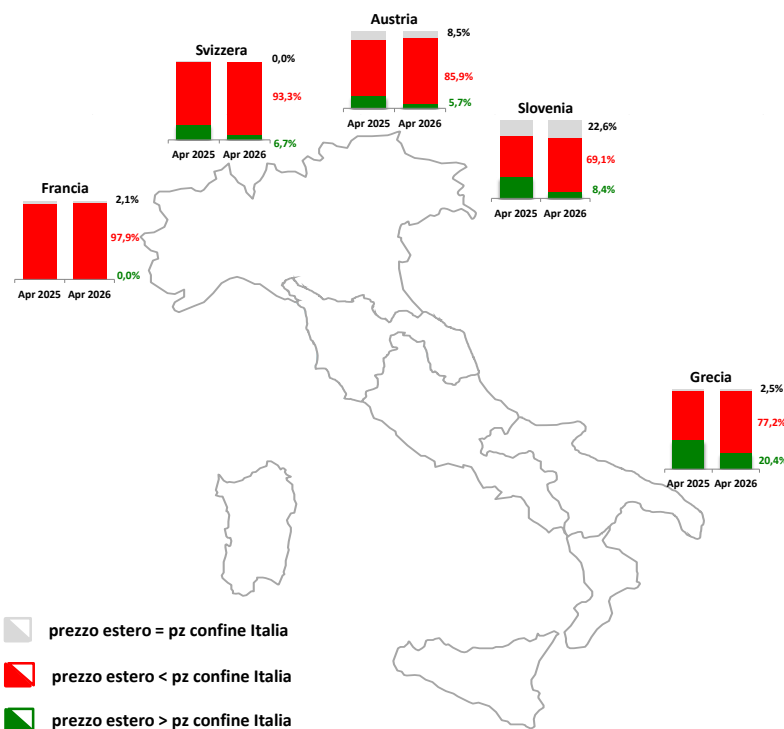 Austria
8,5%
85,9%
5,7%
Apr 2025 Apr 2026
Svizzera
0,0%
93,3%
6,7%
Apr 2025 Apr 2026
Slovenia
22,6%
69,1%
8,4%
Apr 2025 Apr 2026
Francia
2,1%
97,9%
0,0%
Apr 2025 Apr 2026
Grecia
2,5%
77,2%
20,4%
Apr 2025 Apr 2026
prezzo estero = pz confine Italia
prezzo estero < pz confine Italia
prezzo estero > pz confine Italia